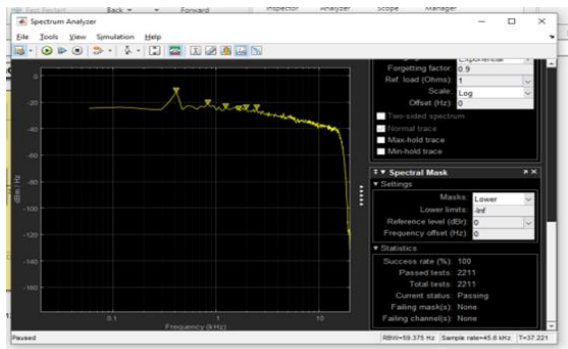 Fast Restart Back Forward Inspector Analyzer Scope Manager
Spectrum Analyzer
File Tools View Simulation Help
0
-20
-40
-60
-80
-100
-120
-140
-160
dBm / Hz
0.1 1 10
Frequency (kHz)
Exponential
Forgetting factor: 0.9
Ref. load (Ohms): 1
Scale: Log
Offset (Hz): 0
Two-sided spectrum
Normal trace
Max-hold trace
Min-hold trace
Spectral Mask
Settings
Masks: Lower
Lower limits: -Inf
Reference level (dBr): 0
Frequency offset (Hz): 0
Statistics
Success rate (%): 100
Passed tests: 2211
Total tests: 2211
Current status: Passing
Failing mask(s): None
Failing channel(s): None
Paused RBW=59.375 Hz Sample rate=45.6 kHz T=37.221